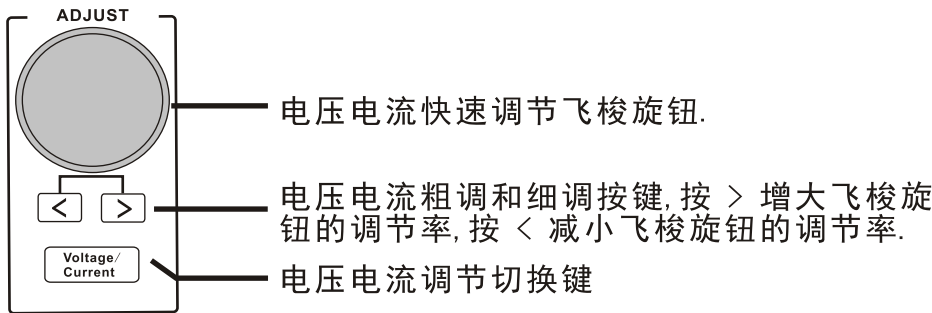 ADJUST
电压电流快速调节飞梭旋钮.
电压电流粗调和细调按键,按 > 增大飞梭旋
钮的调节率,按 < 减小飞梭旋钮的调节率.
< >
Voltage/
Current
电压电流调节切换键